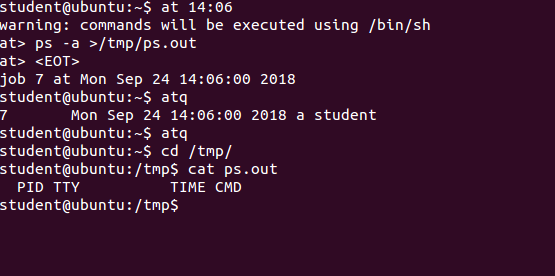 student@ubuntu:~$ at 14:06
warning: commands will be executed using /bin/sh
at> ps -a >/tmp/ps.out
at> <EOT>
job 7 at Mon Sep 24 14:06:00 2018
student@ubuntu:~$ atq
7       Mon Sep 24 14:06:00 2018 a student
student@ubuntu:~$ atq
student@ubuntu:~$ cd /tmp/
student@ubuntu:/tmp$ cat ps.out
  PID TTY          TIME CMD
student@ubuntu:/tmp$